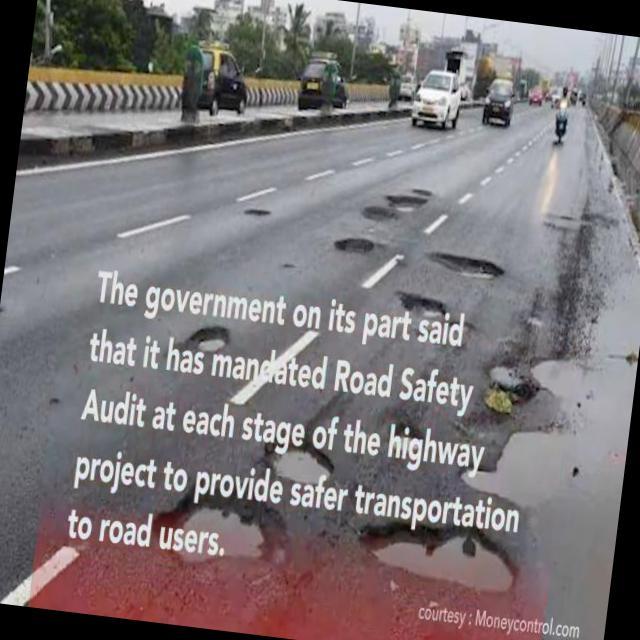 The government on its part said
that it has mandated Road Safety
Audit at each stage of the highway
project to provide safer transportation
to road users.
courtesy : Moneycontrol.com